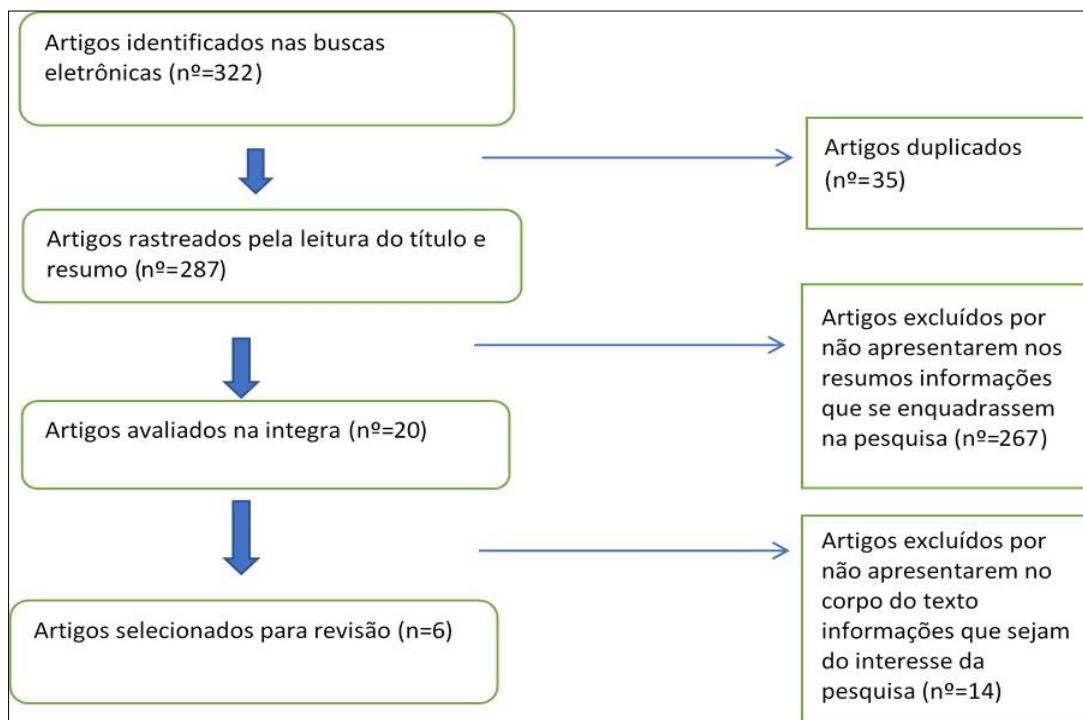 Artigos identificados nas buscas
eletrônicas (nº=322)
Artigos duplicados
(nº=35)
Artigos rastreados pela leitura do título e
resumo (nº=287)
Artigos excluídos por
não apresentarem nos
resumos informações
que se enquadrassem
na pesquisa (nº=267)
Artigos avaliados na integra (nº=20)
Artigos excluídos por
não apresentarem no
corpo do texto
informações que sejam
do interesse da
pesquisa (nº=14)
Artigos selecionados para revisão (n=6)